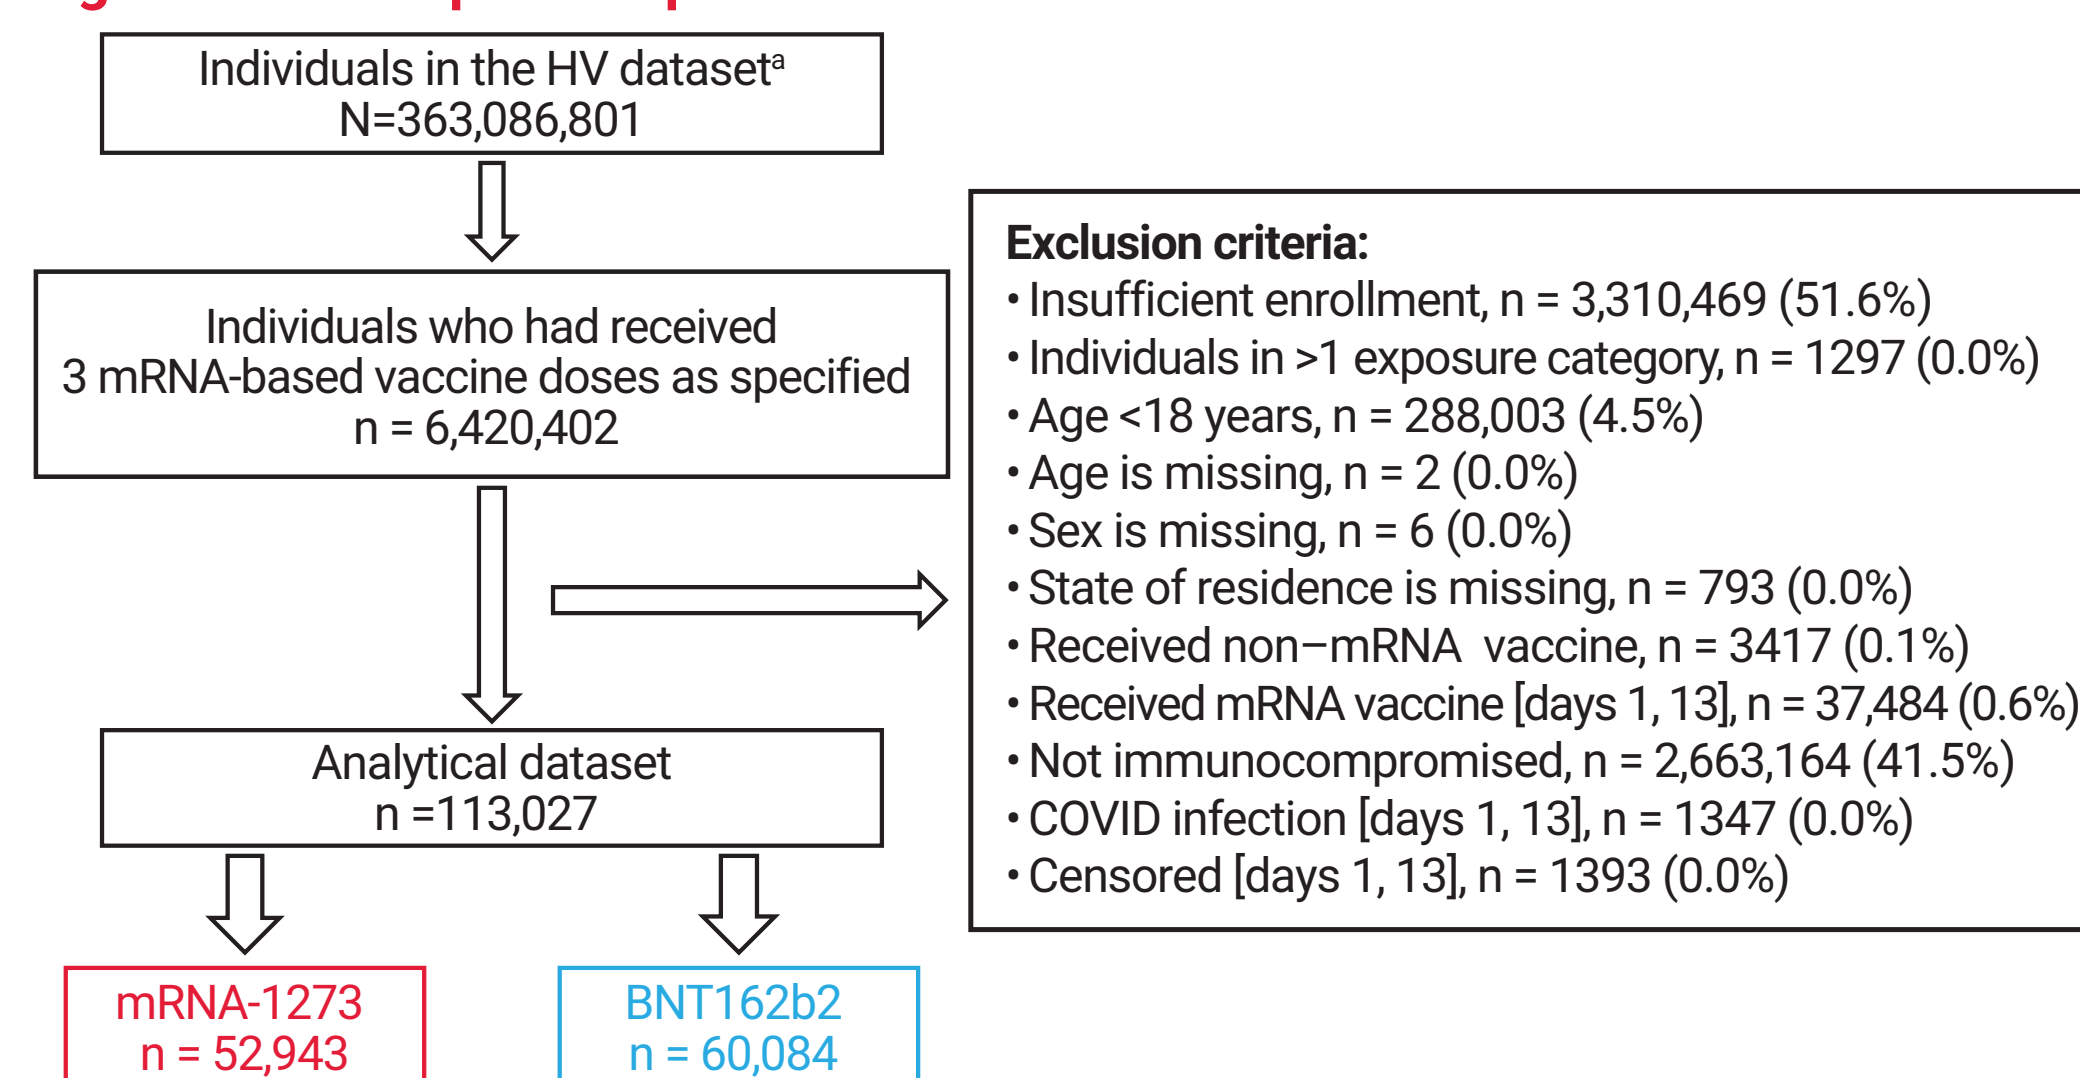 Individuals in the HV datasetᵃ
N=363,086,801
Individuals who had received
3 mRNA-based vaccine doses as specified
n = 6,420,402
Exclusion criteria:
• Insufficient enrollment, n = 3,310,469 (51.6%)
• Individuals in >1 exposure category, n = 1297 (0.0%)
• Age <18 years, n = 288,003 (4.5%)
• Age is missing, n = 2 (0.0%)
• Sex is missing, n = 6 (0.0%)
• State of residence is missing, n = 793 (0.0%)
• Received non–mRNA  vaccine, n = 3417 (0.1%)
• Received mRNA vaccine [days 1, 13], n = 37,484 (0.6%)
• Not immunocompromised, n = 2,663,164 (41.5%)
• COVID infection [days 1, 13], n = 1347 (0.0%)
• Censored [days 1, 13], n = 1393 (0.0%)
Analytical dataset
n =113,027
mRNA-1273
n = 52,943
BNT162b2
n = 60,084